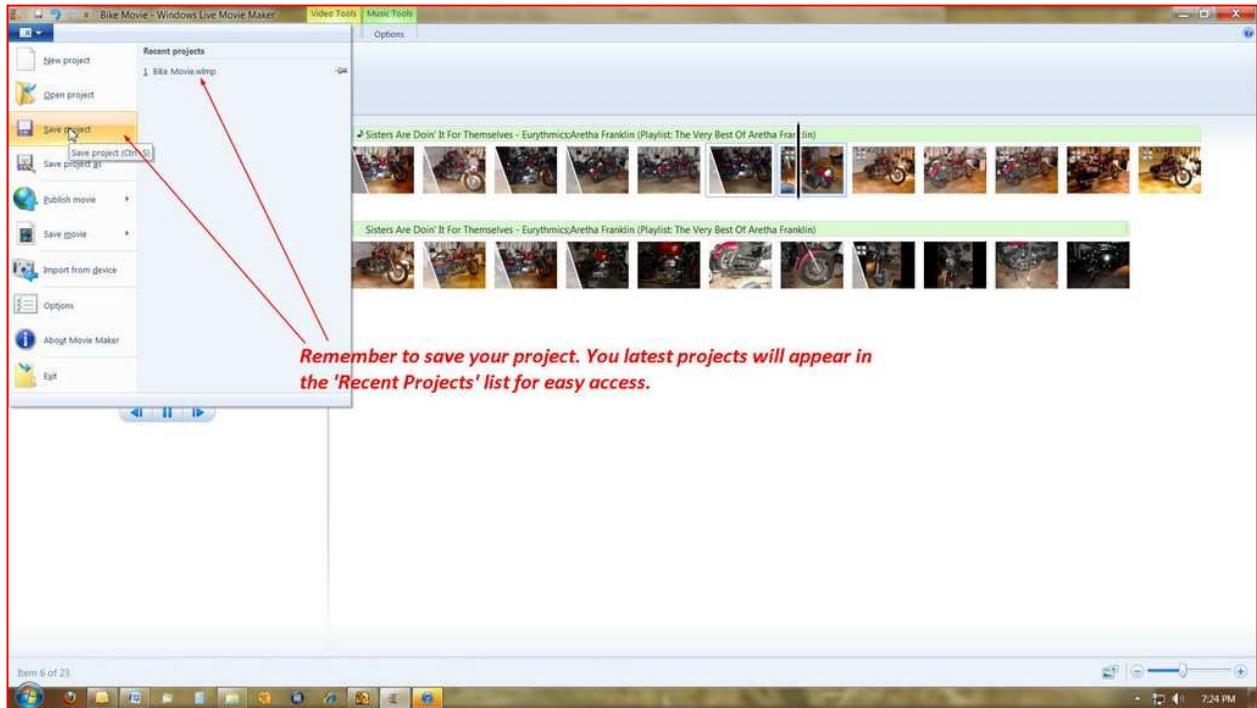 Bike Movie - Windows Live Movie Maker
Video Tools
Music Tools
Options
New project
Open project
Save project
Save project (Ctrl+S)
Save project as
Publish movie
Save movie
Import from device
Options
About Movie Maker
Exit
Recent projects
1 Bike Movie.wlmp
Sisters Are Doin' It For Themselves - Eurythmics;Aretha Franklin (Playlist: The Very Best Of Aretha Franklin)
Sisters Are Doin' It For Themselves - Eurythmics;Aretha Franklin (Playlist: The Very Best Of Aretha Franklin)
Remember to save your project. You latest projects will appear in
the 'Recent Projects' list for easy access.
Item 6 of 23
7:24 PM